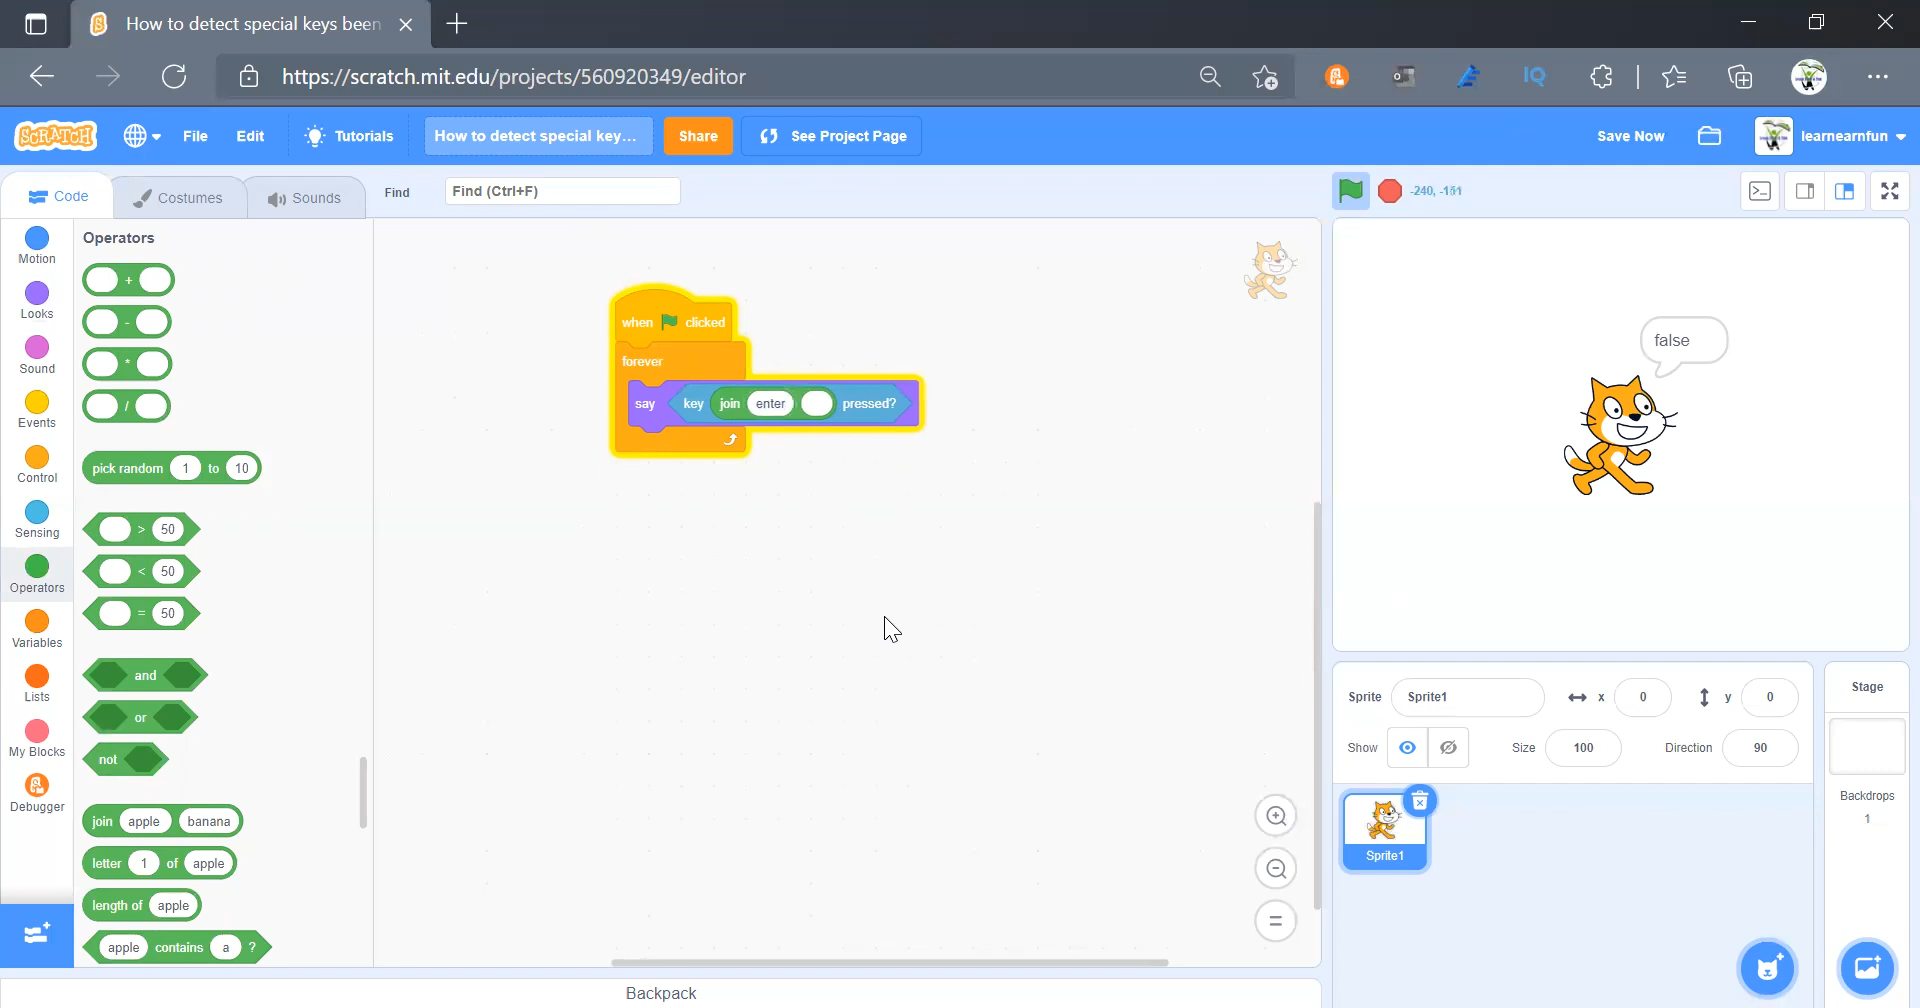 How to detect special keys been
https://scratch.mit.edu/projects/560920349/editor
IQ
SCRATCH
File
Edit
Tutorials
How to detect special key...
Share
See Project Page
Save Now
learnearnfun
Code
Costumes
Sounds
Find
Find (Ctrl+F)
-240, -161
Motion
Looks
Sound
Events
Control
Sensing
Operators
Variables
Lists
My Blocks
Debugger
Operators
+
-
*
/
pick random 1 to 10
> 50
< 50
= 50
and
or
not
join apple banana
letter 1 of apple
length of apple
apple contains a ?
when clicked
forever
say key join enter pressed?
false
Sprite Sprite1 x 0 y 0
Show Size 100 Direction 90
Sprite1
Stage
Backdrops
1
Backpack